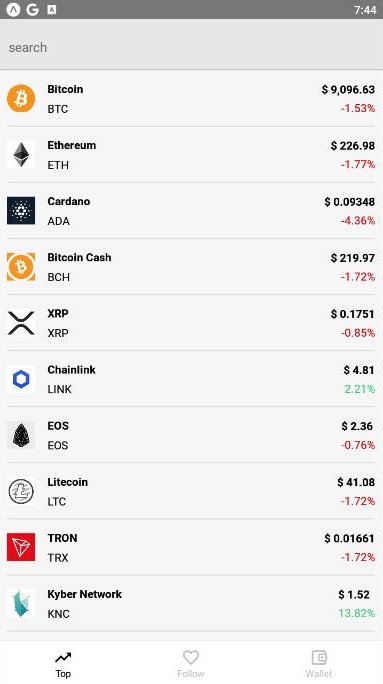 7:44
search
Bitcoin $ 9,096.63
BTC -1.53%
Ethereum $ 226.98
ETH -1.77%
Cardano $ 0.09348
ADA -4.36%
Bitcoin Cash $ 219.97
BCH -1.72%
XRP $ 0.1751
XRP -0.85%
Chainlink $ 4.81
LINK 2.21%
EOS $ 2.36
EOS -0.76%
Litecoin $ 41.08
LTC -1.72%
TRON $ 0.01661
TRX -1.72%
Kyber Network $ 1.52
KNC 13.82%
Top Follow Wallet